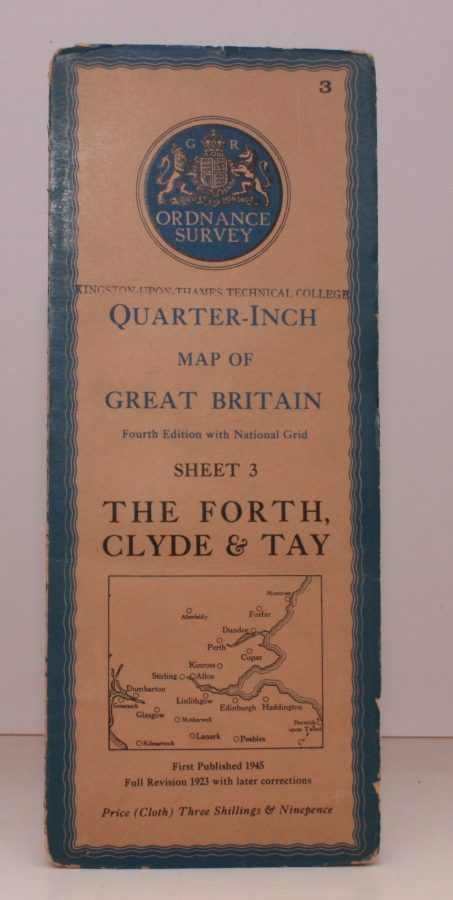 3
G R
DIEU ET MON DROIT
ORDNANCE
SURVEY
KINGSTON-UPON-THAMES TECHNICAL COLLEGE
QUARTER-INCH
MAP OF
GREAT BRITAIN
Fourth Edition with National Grid
SHEET 3
THE FORTH,
CLYDE & TAY
Montrose
Aberfeldy
Forfar
Dundee
Perth
Cupar
Kinross
Stirling
Alloa
Dumbarton
Greenock
Linlithgow
Edinburgh
Haddington
Glasgow
Motherwell
Berwick
upon Tweed
Lanark
Peebles
Kilmarnock
First Published 1945
Full Revision 1923 with later corrections
Price (Cloth) Three Shillings & Ninepence